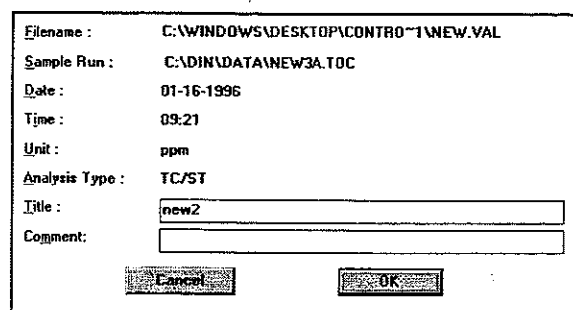 Filename : C:\WINDOWS\DESKTOP\CONTRO~1\NEW.VAL
Sample Run : C:\DIN\DATA\NEW3A.TOC
Date : 01-16-1996
Time : 09:21
Unit : ppm
Analysis Type : TC/ST
Title : new2
Comment:
Cancel OK